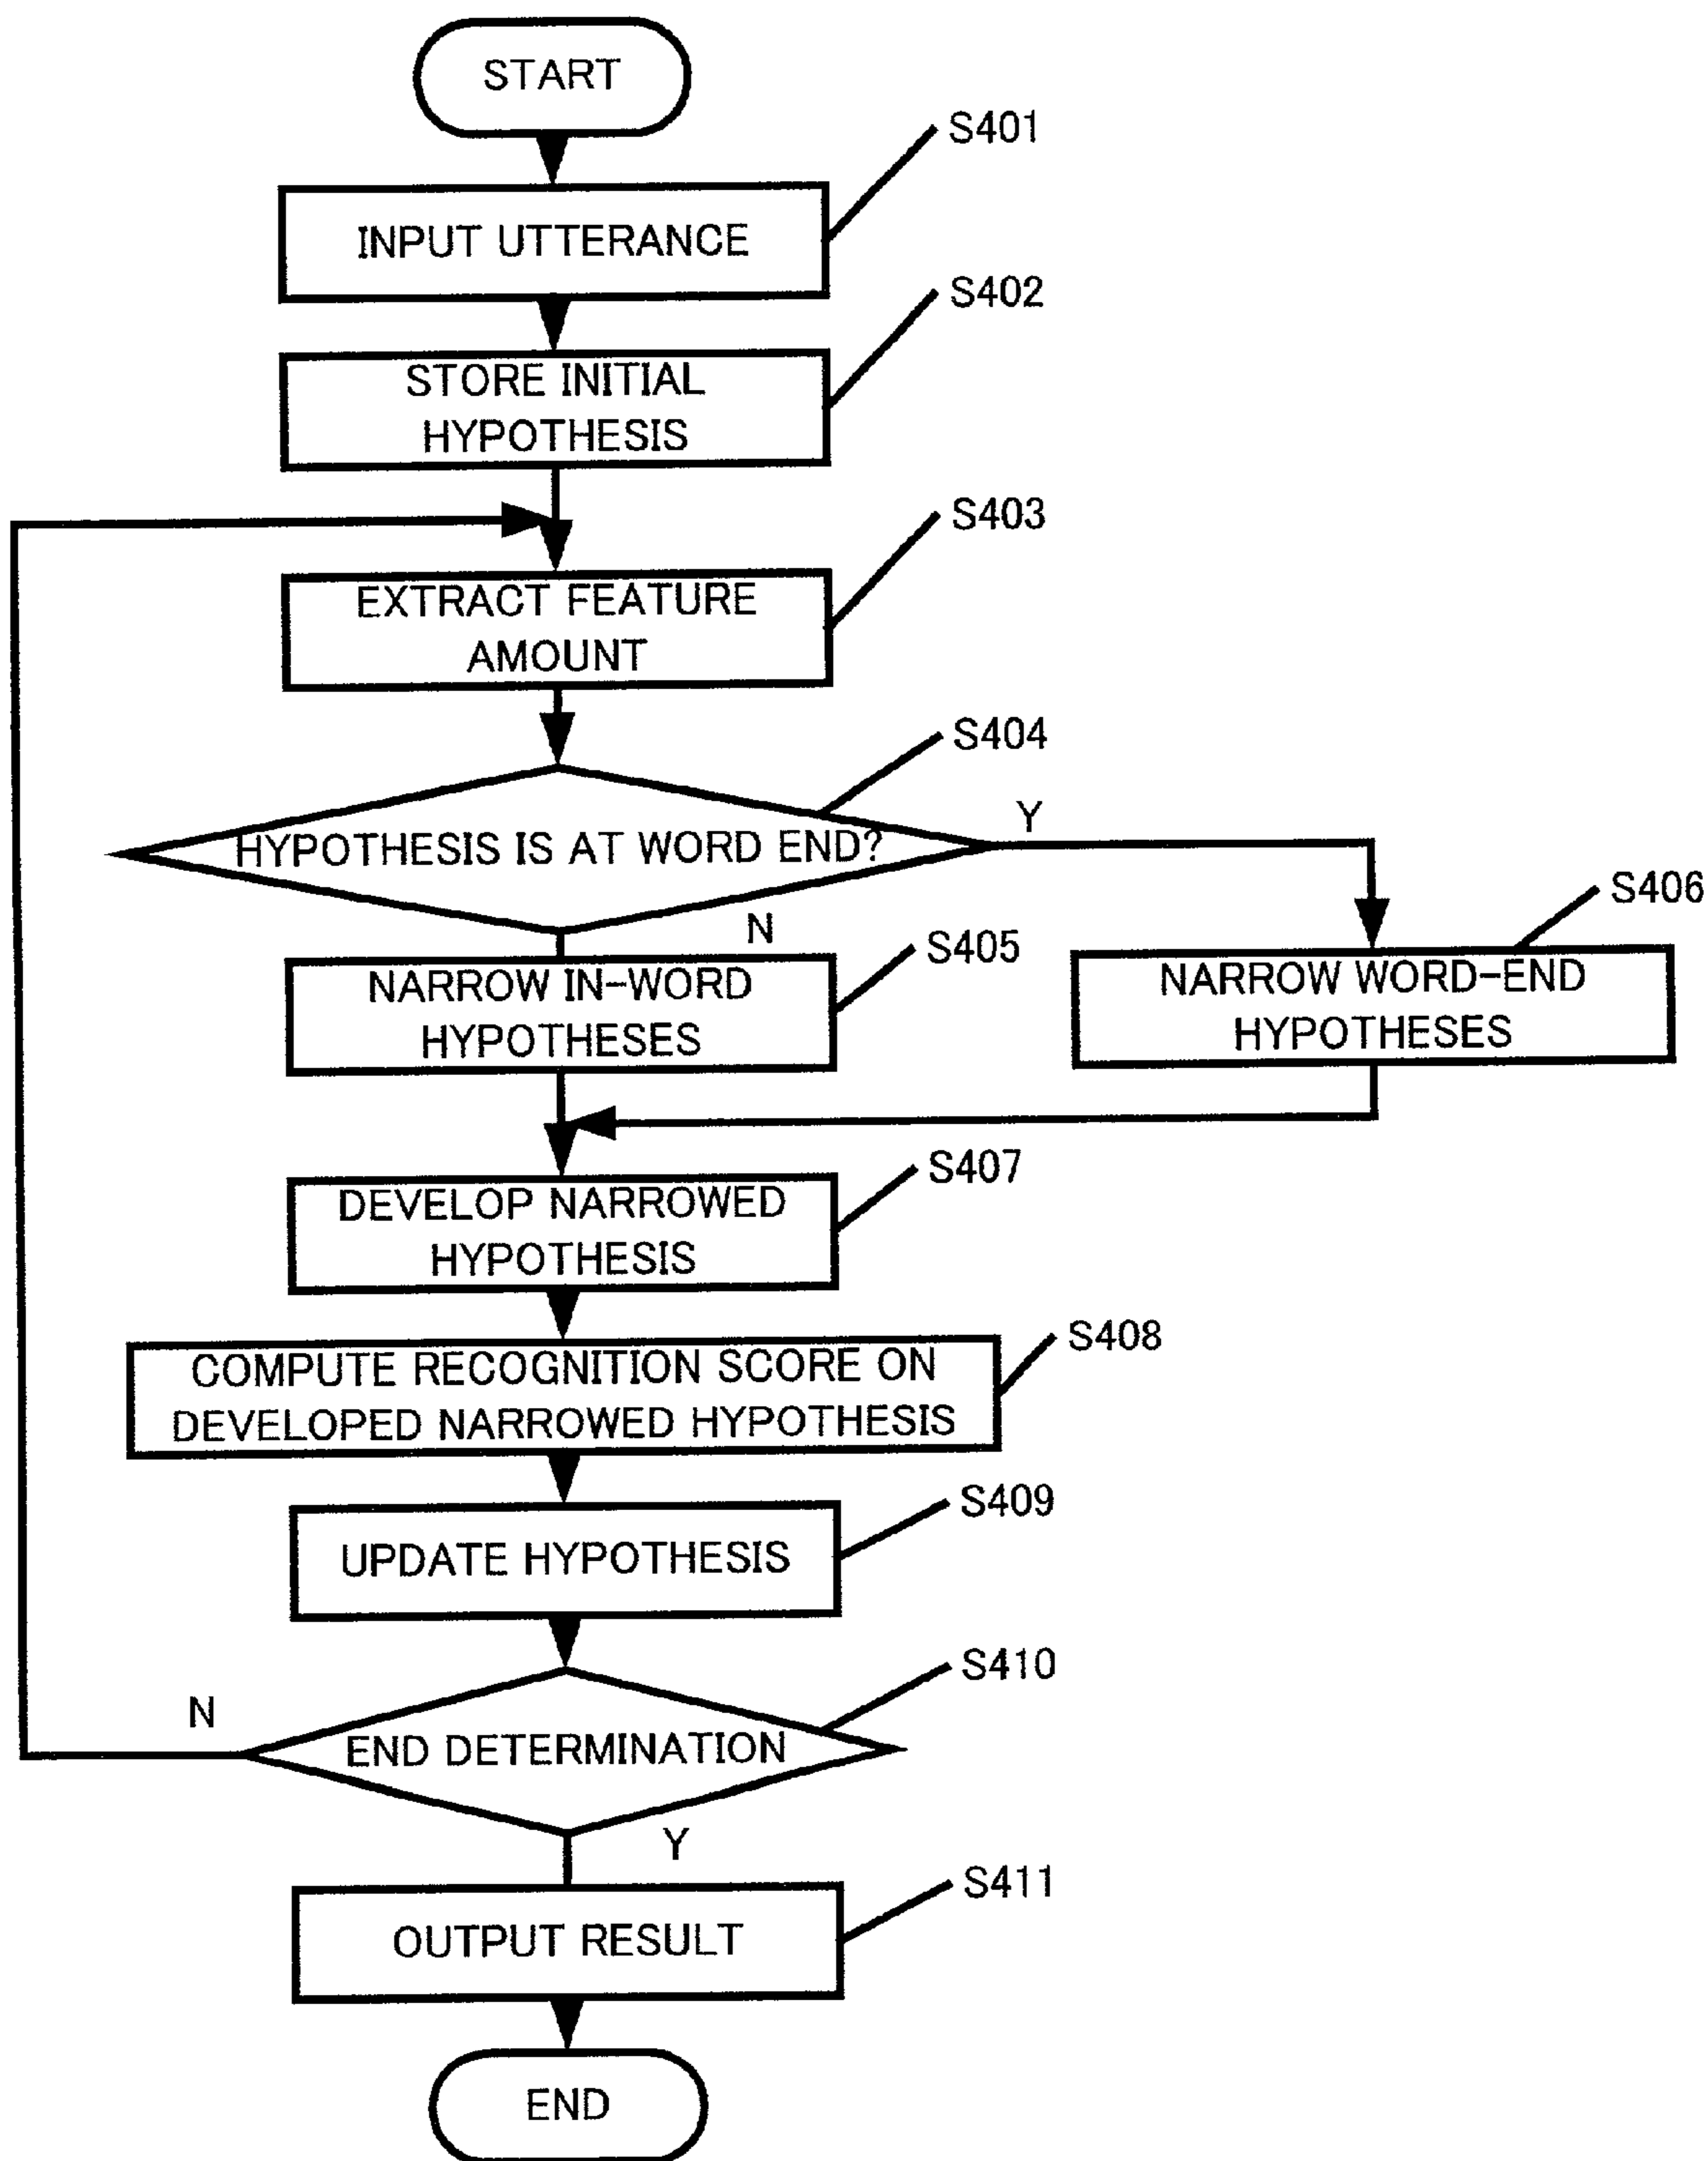 START
S401
INPUT UTTERANCE
S402
STORE INITIAL
HYPOTHESIS
S403
EXTRACT FEATURE
AMOUNT
S404
HYPOTHESIS IS AT WORD END?
Y
N
S405
NARROW IN-WORD
HYPOTHESES
S406
NARROW WORD-END
HYPOTHESES
S407
DEVELOP NARROWED
HYPOTHESIS
S408
COMPUTE RECOGNITION SCORE ON
DEVELOPED NARROWED HYPOTHESIS
S409
UPDATE HYPOTHESIS
S410
N
END DETERMINATION
Y
S411
OUTPUT RESULT
END